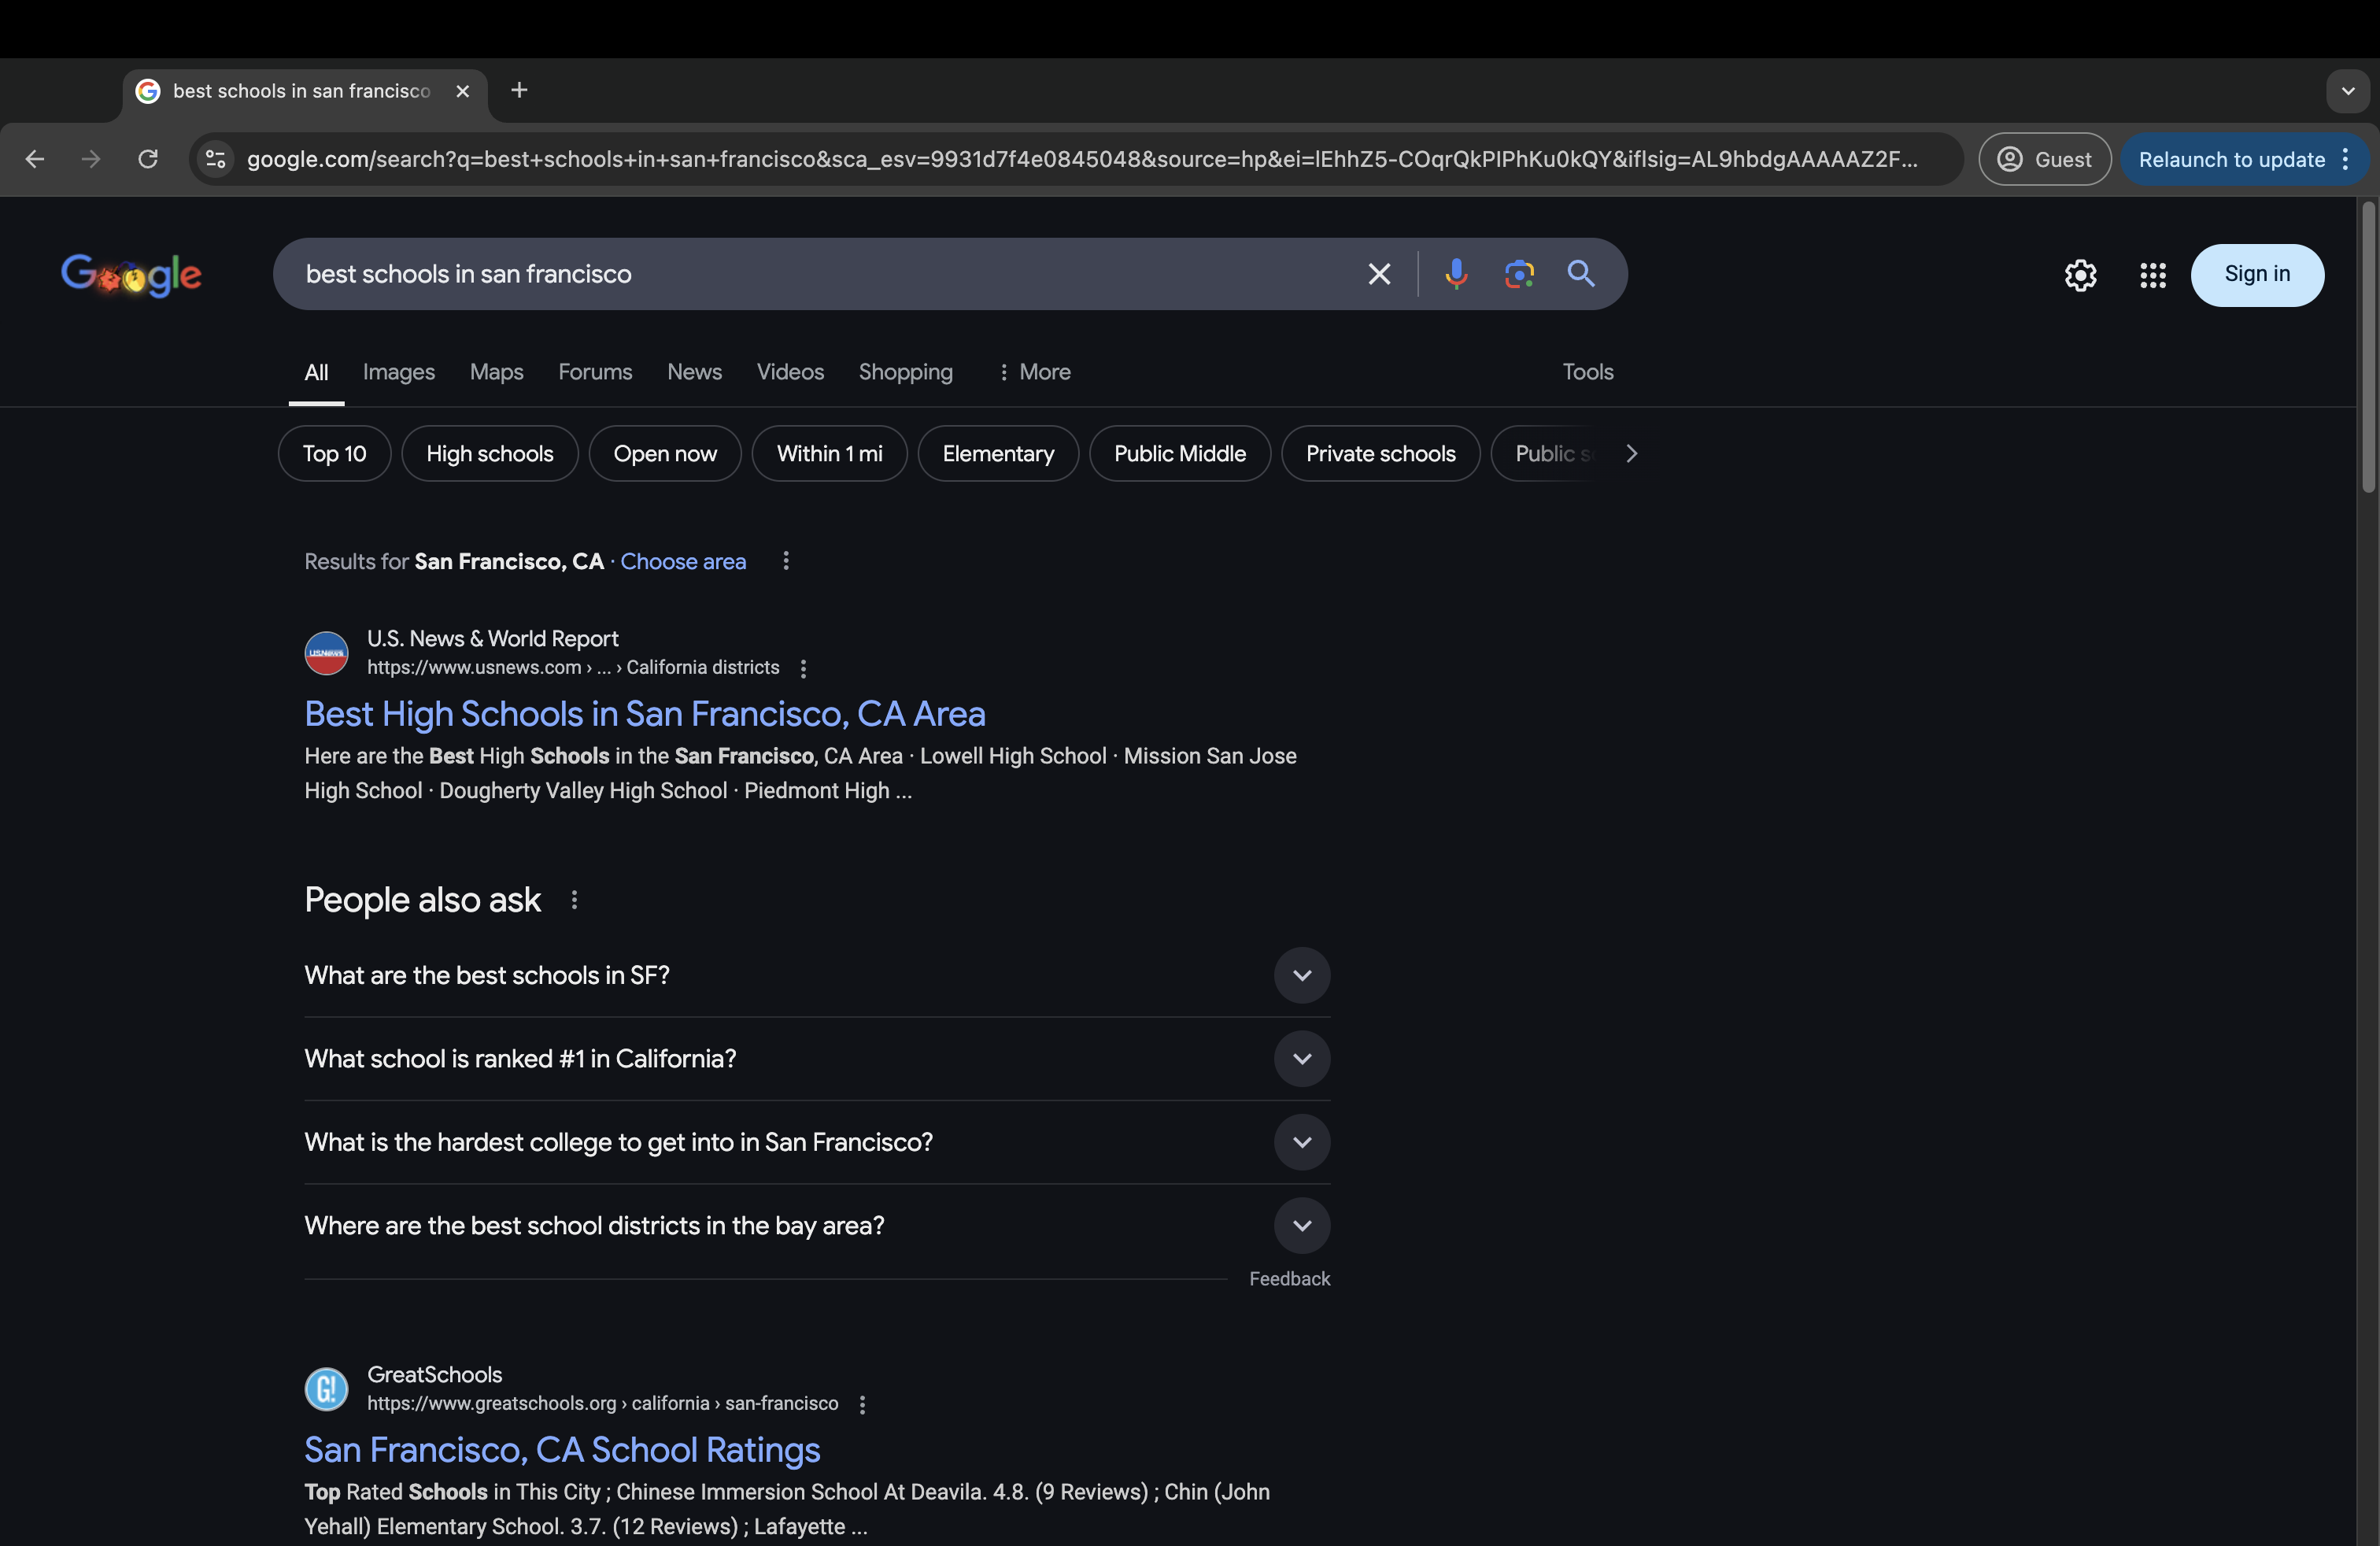 best schools in san francisco
google.com/search?q=best+schools+in+san+francisco&sca_esv=9931d7f4e0845048&source=hp&ei=lEhhZ5-COqrQkPIPhKu0kQY&iflsig=AL9hbdgAAAAAZ2F...
Guest
Relaunch to update
Google
best schools in san francisco
Sign in
All Images Maps Forums News Videos Shopping More Tools
Top 10 High schools Open now Within 1 mi Elementary Public Middle Private schools Public
Results for San Francisco, CA · Choose area
U.S. News & World Report
https://www.usnews.com › ... › California districts
Best High Schools in San Francisco, CA Area
Here are the Best High Schools in the San Francisco, CA Area · Lowell High School · Mission San Jose
High School · Dougherty Valley High School · Piedmont High ...
People also ask
What are the best schools in SF?
What school is ranked #1 in California?
What is the hardest college to get into in San Francisco?
Where are the best school districts in the bay area?
Feedback
GreatSchools
https://www.greatschools.org › california › san-francisco
San Francisco, CA School Ratings
Top Rated Schools in This City ; Chinese Immersion School At Deavila. 4.8. (9 Reviews) ; Chin (John
Yehall) Elementary School. 3.7. (12 Reviews) ; Lafayette ...